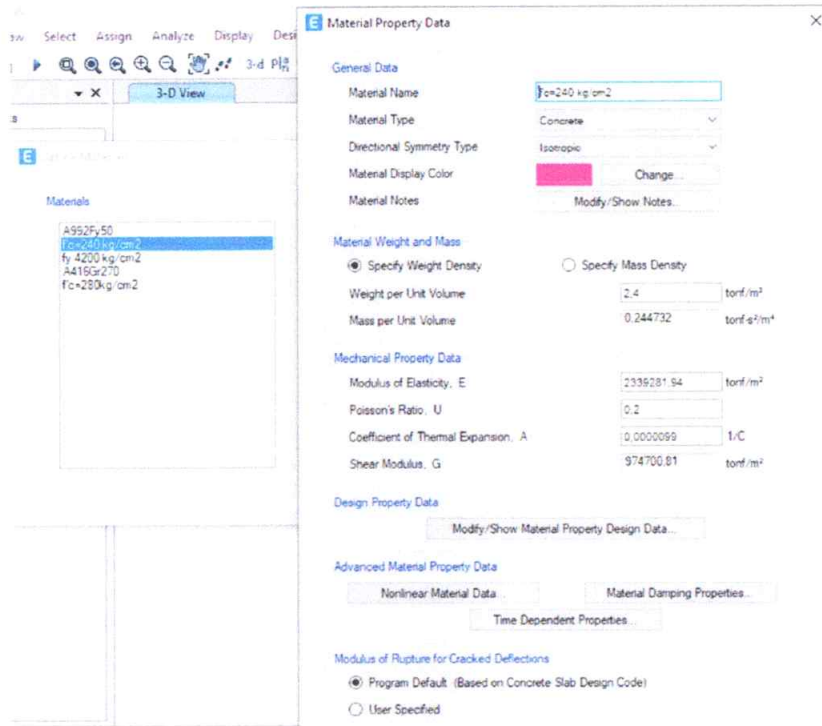 Select Assign Analyze Display
3-d
3-D View
Materials
A992Fy50
f'c=240 kg/cm2
fy 4200 kg/cm2
A416Gr270
f'c=280kg/cm2
Material Property Data
General Data
Material Name f'c=240 kg/cm2
Material Type Concrete
Directional Symmetry Type Isotropic
Material Display Color Change...
Material Notes Modify/Show Notes...
Material Weight and Mass
Specify Weight Density Specify Mass Density
Weight per Unit Volume 2.4 tonf/m³
Mass per Unit Volume 0.244732 tonf-s²/m⁴
Mechanical Property Data
Modulus of Elasticity, E 2339281.94 tonf/m²
Poisson's Ratio, U 0.2
Coefficient of Thermal Expansion, A 0.0000099 1/C
Shear Modulus, G 974700.81 tonf/m²
Design Property Data
Modify/Show Material Property Design Data...
Advanced Material Property Data
Nonlinear Material Data... Material Damping Properties...
Time Dependent Properties...
Modulus of Rupture for Cracked Deflections
Program Default (Based on Concrete Slab Design Code)
User Specified